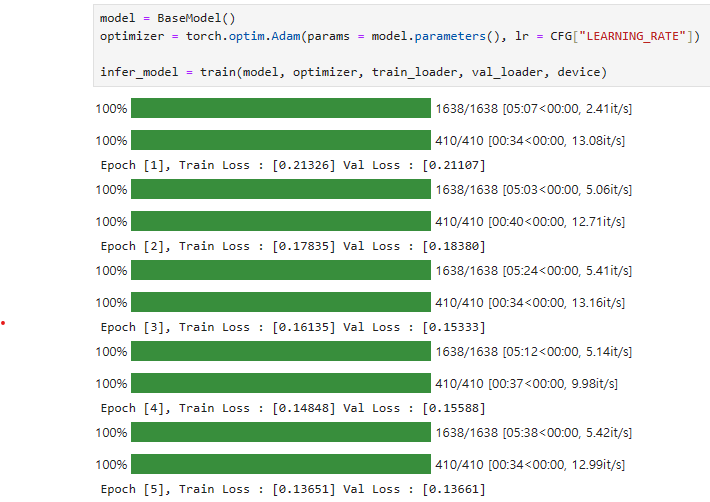 model = BaseModel()
optimizer = torch.optim.Adam(params = model.parameters(), lr = CFG["LEARNING_RATE"])
infer_model = train(model, optimizer, train_loader, val_loader, device)
100% 1638/1638 [05:07<00:00, 2.41it/s]
100% 410/410 [00:34<00:00, 13.08it/s]
Epoch [1], Train Loss : [0.21326] Val Loss : [0.21107]
100% 1638/1638 [05:03<00:00, 5.06it/s]
100% 410/410 [00:40<00:00, 12.71it/s]
Epoch [2], Train Loss : [0.17835] Val Loss : [0.18380]
100% 1638/1638 [05:24<00:00, 5.41it/s]
100% 410/410 [00:34<00:00, 13.16it/s]
Epoch [3], Train Loss : [0.16135] Val Loss : [0.15333]
100% 1638/1638 [05:12<00:00, 5.14it/s]
100% 410/410 [00:37<00:00, 9.98it/s]
Epoch [4], Train Loss : [0.14848] Val Loss : [0.15588]
100% 1638/1638 [05:38<00:00, 5.42it/s]
100% 410/410 [00:34<00:00, 12.99it/s]
Epoch [5], Train Loss : [0.13651] Val Loss : [0.13661]